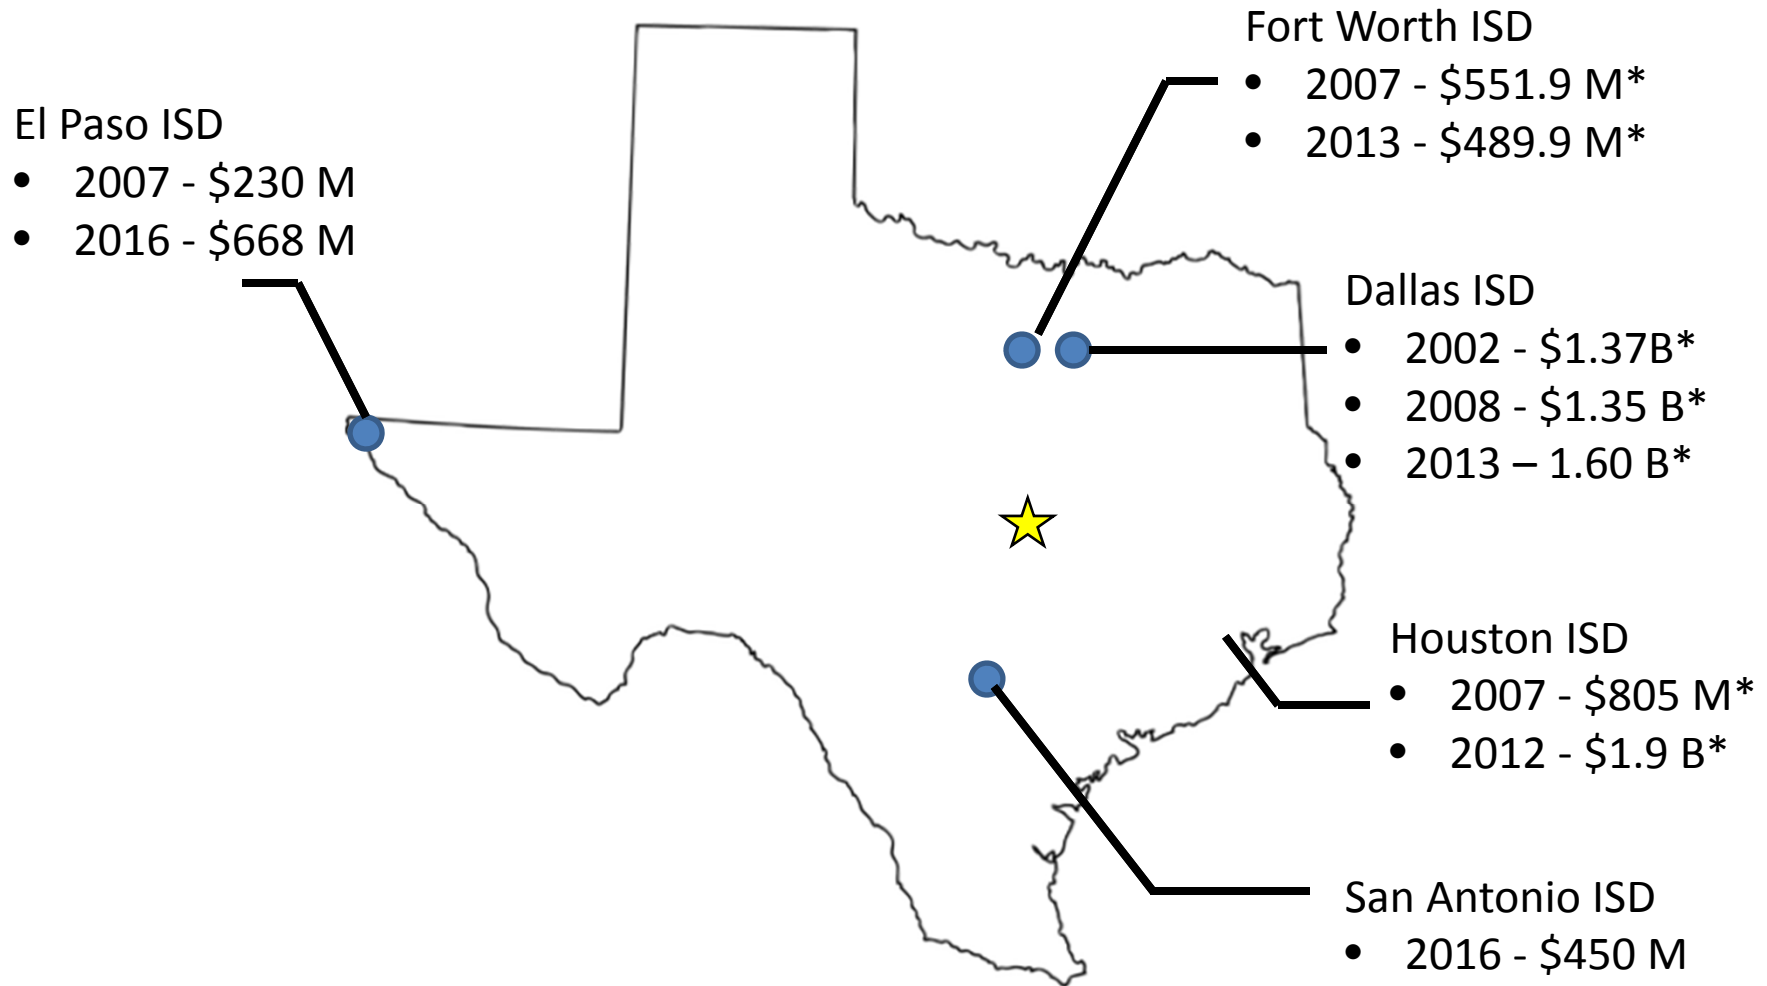 Fort Worth ISD
• 2007 - $551.9 M*
• 2013 - $489.9 M*
El Paso ISD
• 2007 - $230 M
• 2016 - $668 M
Dallas ISD
• 2002 - $1.37B*
• 2008 - $1.35 B*
• 2013 – 1.60 B*
Houston ISD
• 2007 - $805 M*
• 2012 - $1.9 B*
San Antonio ISD
• 2016 - $450 M